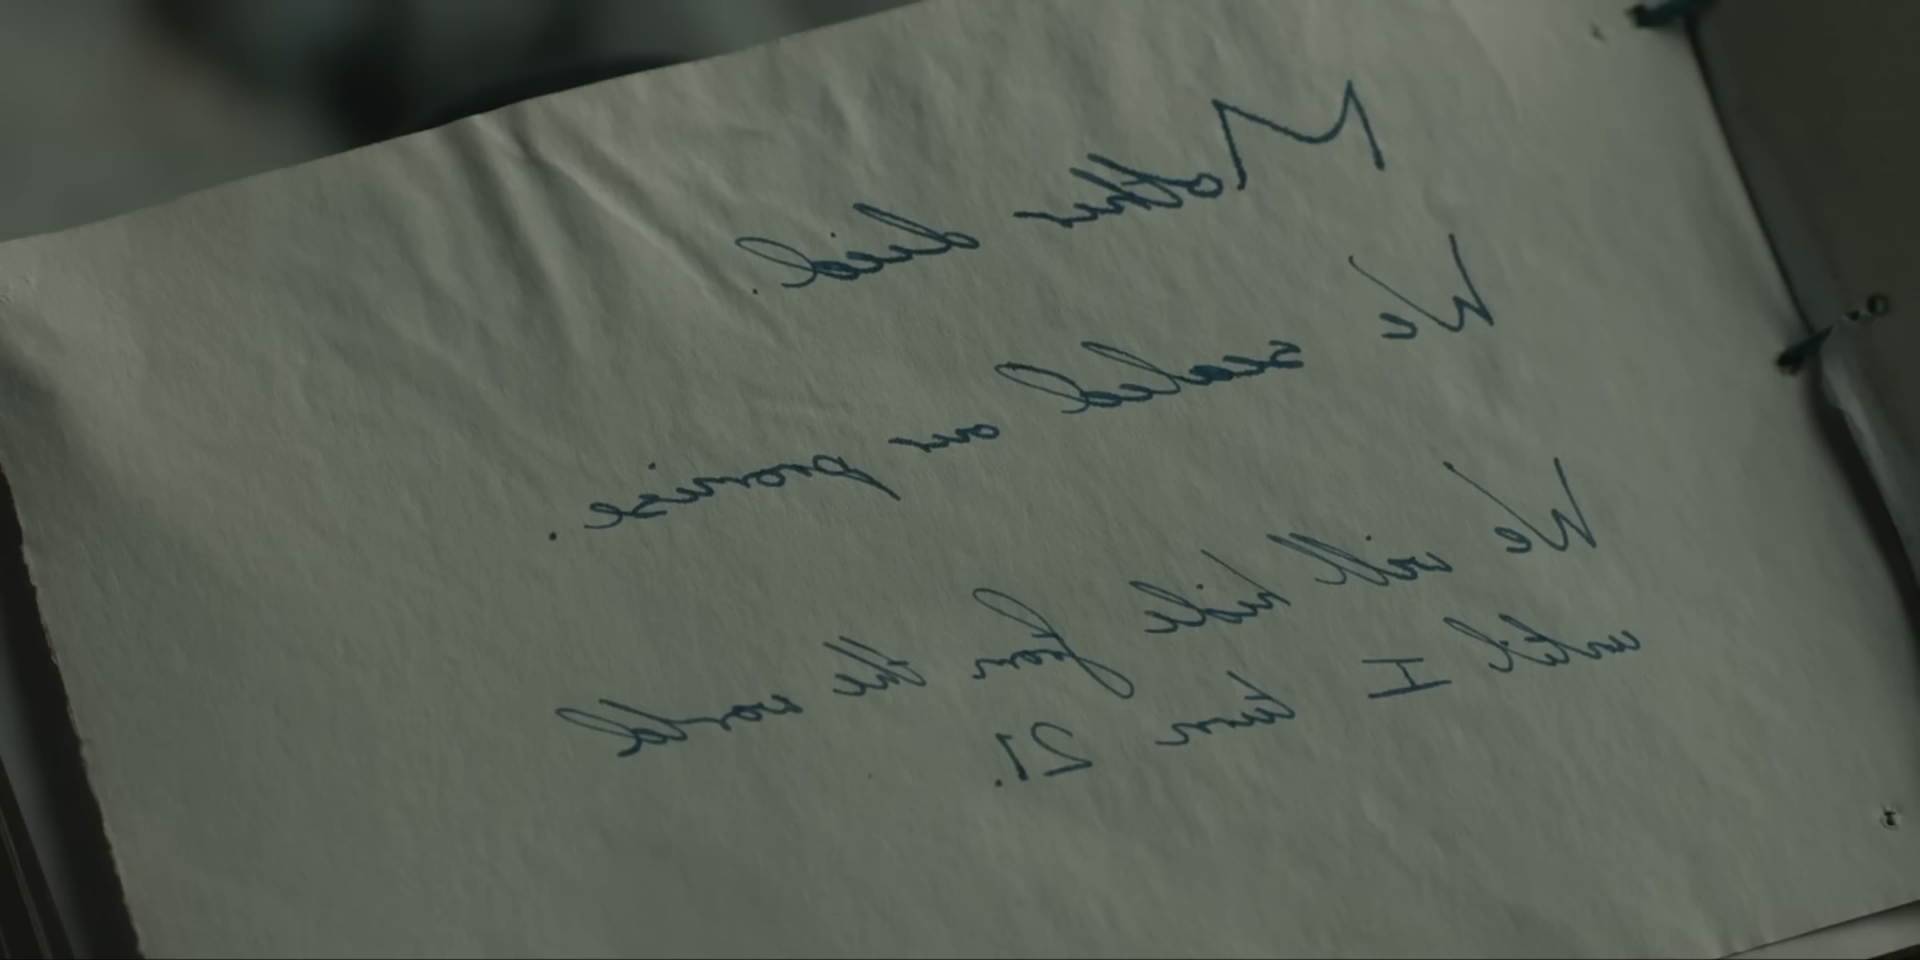 Mother died.
We sealed our promise.
We will hide from the world
until I turn 21.